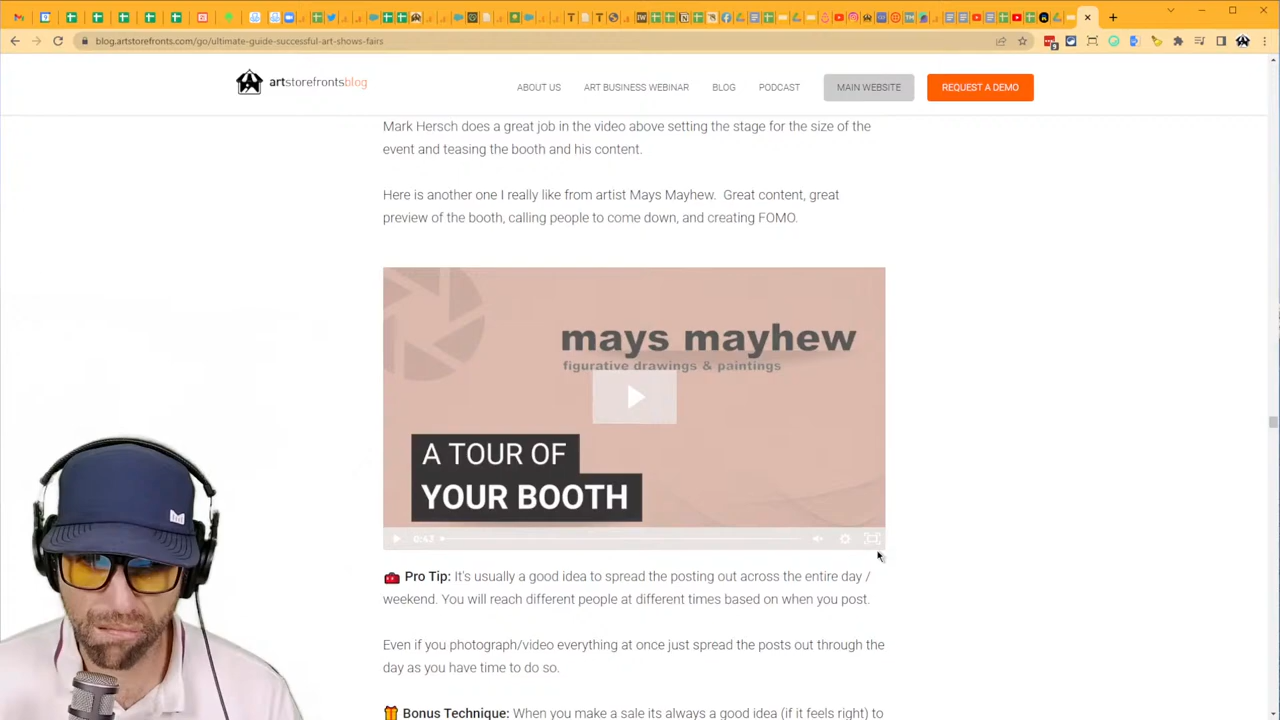 blog.artstorefronts.com/go/ultimate-guide-successful-art-shows-fairs
artstorefrontsblog
ABOUT US
ART BUSINESS WEBINAR
BLOG
PODCAST
MAIN WEBSITE
REQUEST A DEMO
Mark Hersch does a great job in the video above setting the stage for the size of the
event and teasing the booth and his content.
Here is another one I really like from artist Mays Mayhew.  Great content, great
preview of the booth, calling people to come down, and creating FOMO.
mays mayhew
figurative drawings & paintings
A TOUR OF
YOUR BOOTH
Pro Tip: It's usually a good idea to spread the posting out across the entire day /
weekend. You will reach different people at different times based on when you post.
Even if you photograph/video everything at once just spread the posts out through the
day as you have time to do so.
Bonus Technique: When you make a sale its always a good idea (if it feels right) to